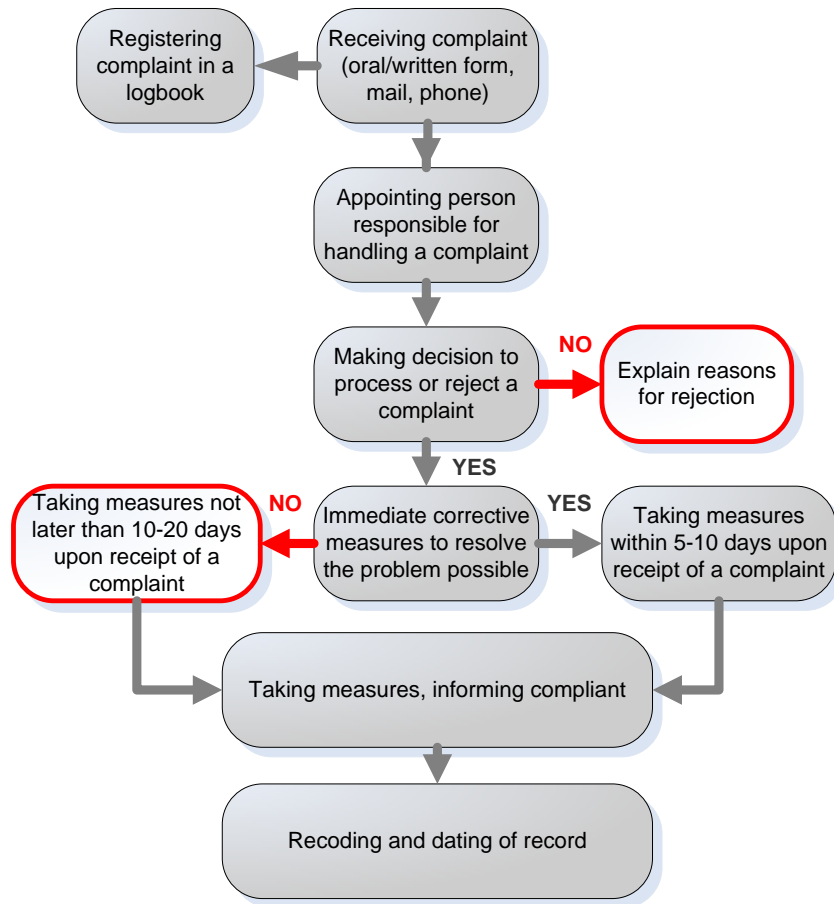 Registering
complaint in a
logbook
Receiving complaint
(oral/written form,
mail, phone)
Appointing person
responsible for
handling a complaint
Making decision to
process or reject a
complaint
NO
Explain reasons
for rejection
YES
Taking measures not
later than 10-20 days
upon receipt of a
complaint
NO
Immediate corrective
measures to resolve
the problem possible
YES
Taking measures
within 5-10 days upon
receipt of a complaint
Taking measures, informing compliant
Recoding and dating of record